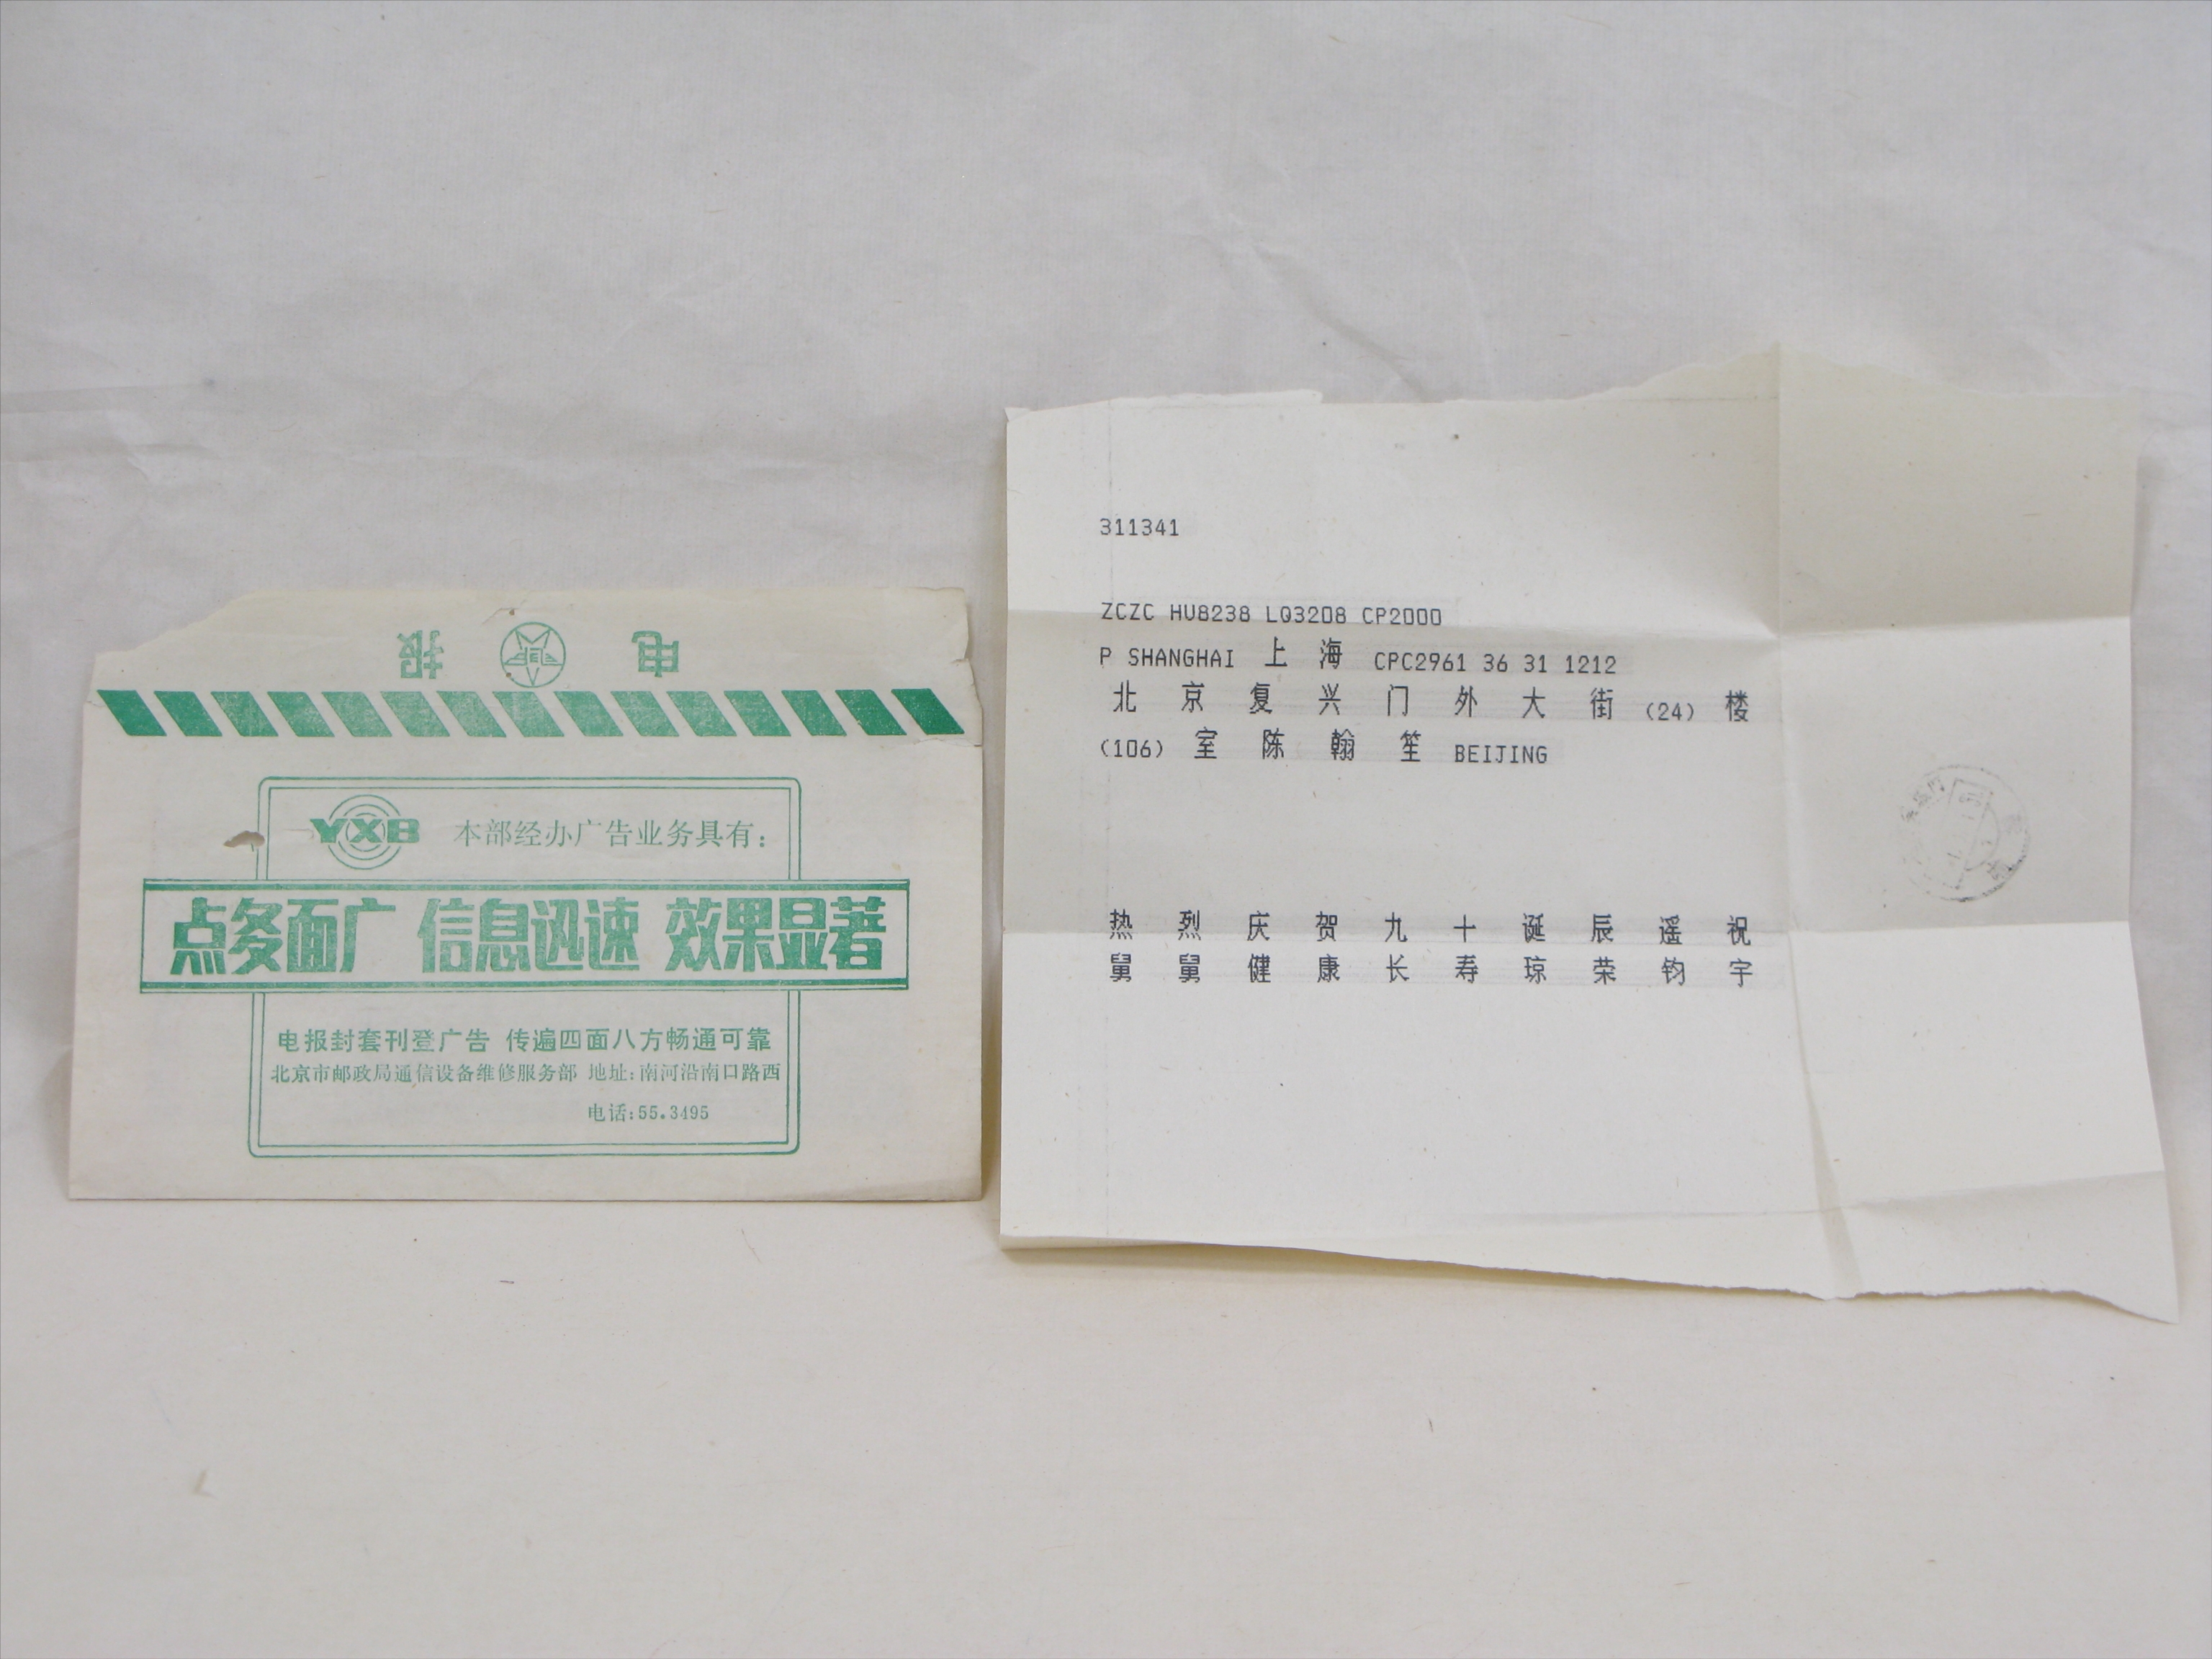 电报
YXB 本部经办广告业务具有:
点多面广 信息迅速 效果显著
电报封套刊登广告 传遍四面八方畅通可靠
北京市邮政局通信设备维修服务部 地址:南河沿南口路西
电话:55.3495
311341
ZCZC HU8238 LQ3208 CP2000
P SHANGHAI 上海 CPC2961 36 31 1212
北京复兴门外大街(24)楼
(106)室陈翰笙 BEIJING
热烈庆贺九十诞辰遥祝
舅舅健康长寿琼荣钧宇